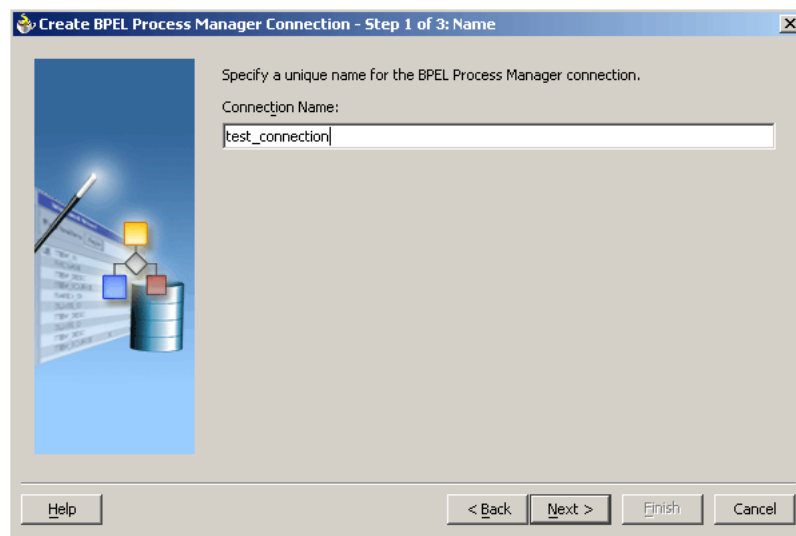 Create BPEL Process Manager Connection - Step 1 of 3: Name
Specify a unique name for the BPEL Process Manager connection.
Connection Name:
test_connection
Help
< Back
Next >
Finish
Cancel